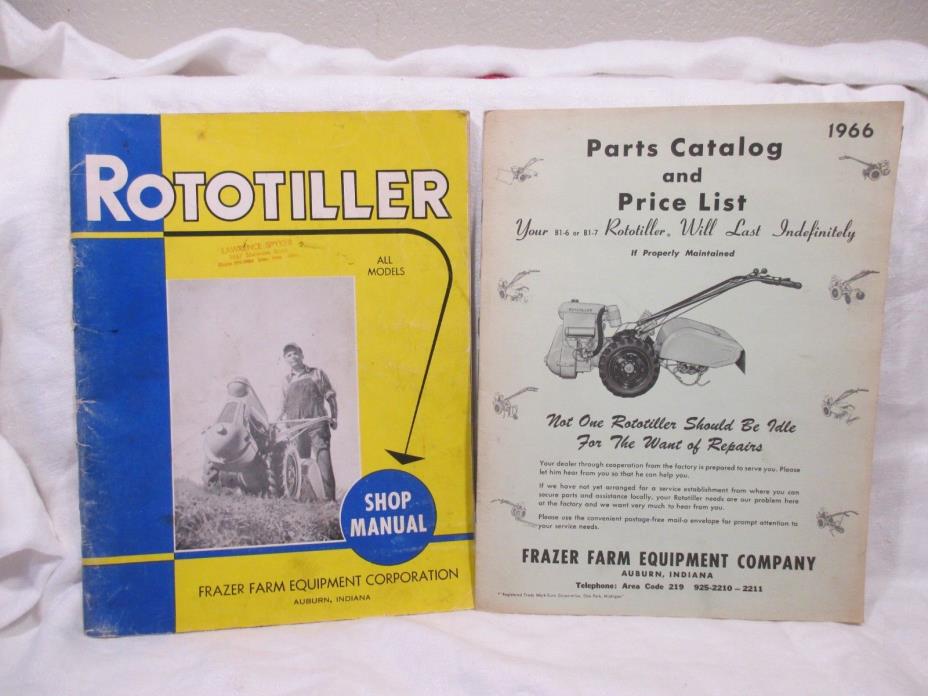 ROTOTILLER
LAWRENCE SPYKER
ALL
MODELS
SHOP
MANUAL
FRAZER FARM EQUIPMENT CORPORATION
AUBURN, INDIANA
1966
Parts Catalog
and
Price List
Your B1-6 or B1-7 Rototiller* Will Last Indefinitely
If Properly Maintained
ROTOTILLER
Not One Rototiller Should Be Idle
For The Want of Repairs
Your dealer through cooperation from the factory is prepared to serve you. Please
let him hear from you so that he can help you.
If we have not yet arranged for a service establishment from where you can
secure parts and assistance locally, your Rototiller needs are our problem here
at the factory and we want very much to hear from you.
Please use the convenient postage-free mail-a envelope for prompt attention to
your service needs.
FRAZER FARM EQUIPMENT COMPANY
AUBURN, INDIANA
Telephone: Area Code 219 925-2210 – 2211
Registered Trade Mark